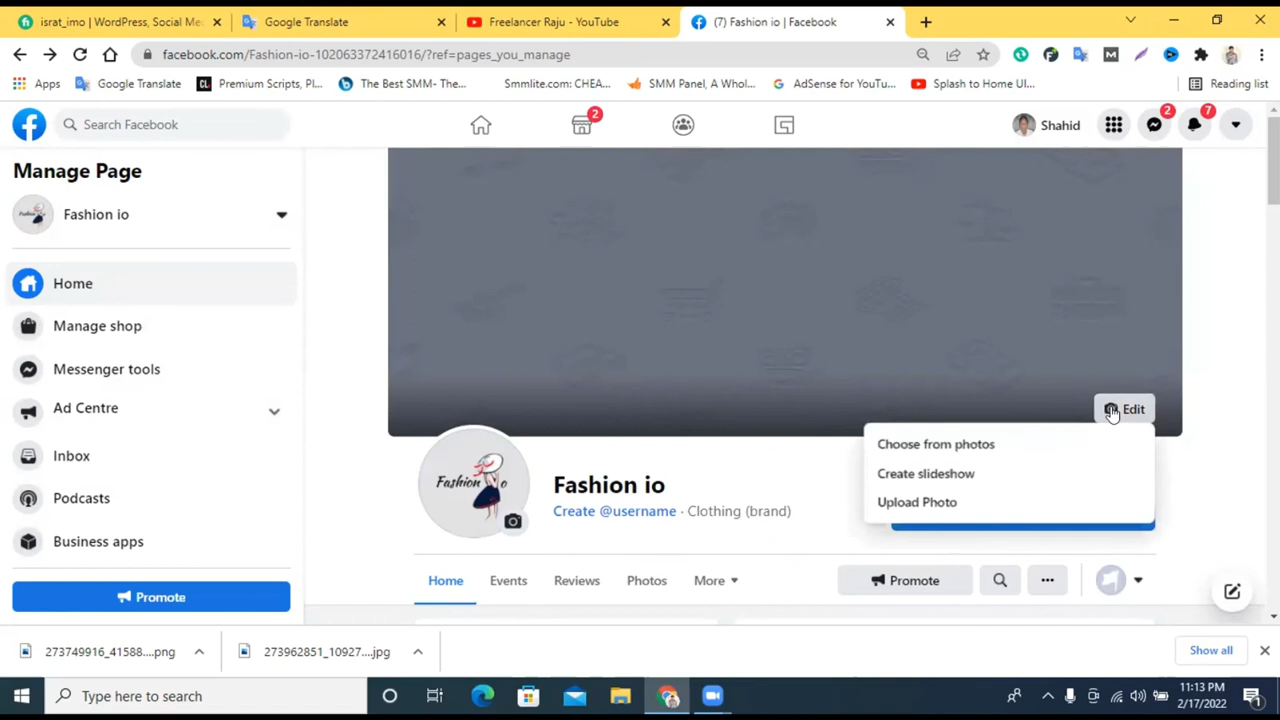 israt_imo | WordPress, Social Me
Google Translate
Freelancer Raju - YouTube
(7) Fashion io | Facebook
facebook.com/Fashion-io-102063372416016/?ref=pages_you_manage
Apps
Google Translate
Premium Scripts, Pl...
The Best SMM- The...
Smmlite.com: CHEA...
SMM Panel, A Whol...
AdSense for YouTu...
Splash to Home UI...
Reading list
Search Facebook
2
Shahid
2
7
Manage Page
Fashion io
Home
Manage shop
Messenger tools
Ad Centre
Inbox
Podcasts
Business apps
Promote
Edit
Choose from photos
Create slideshow
Upload Photo
Fashion io
Fashion io
Create @username · Clothing (brand)
Home
Events
Reviews
Photos
More
Promote
273749916_41588....png
273962851_10927....jpg
Show all
Type here to search
11:13 PM
2/17/2022
1